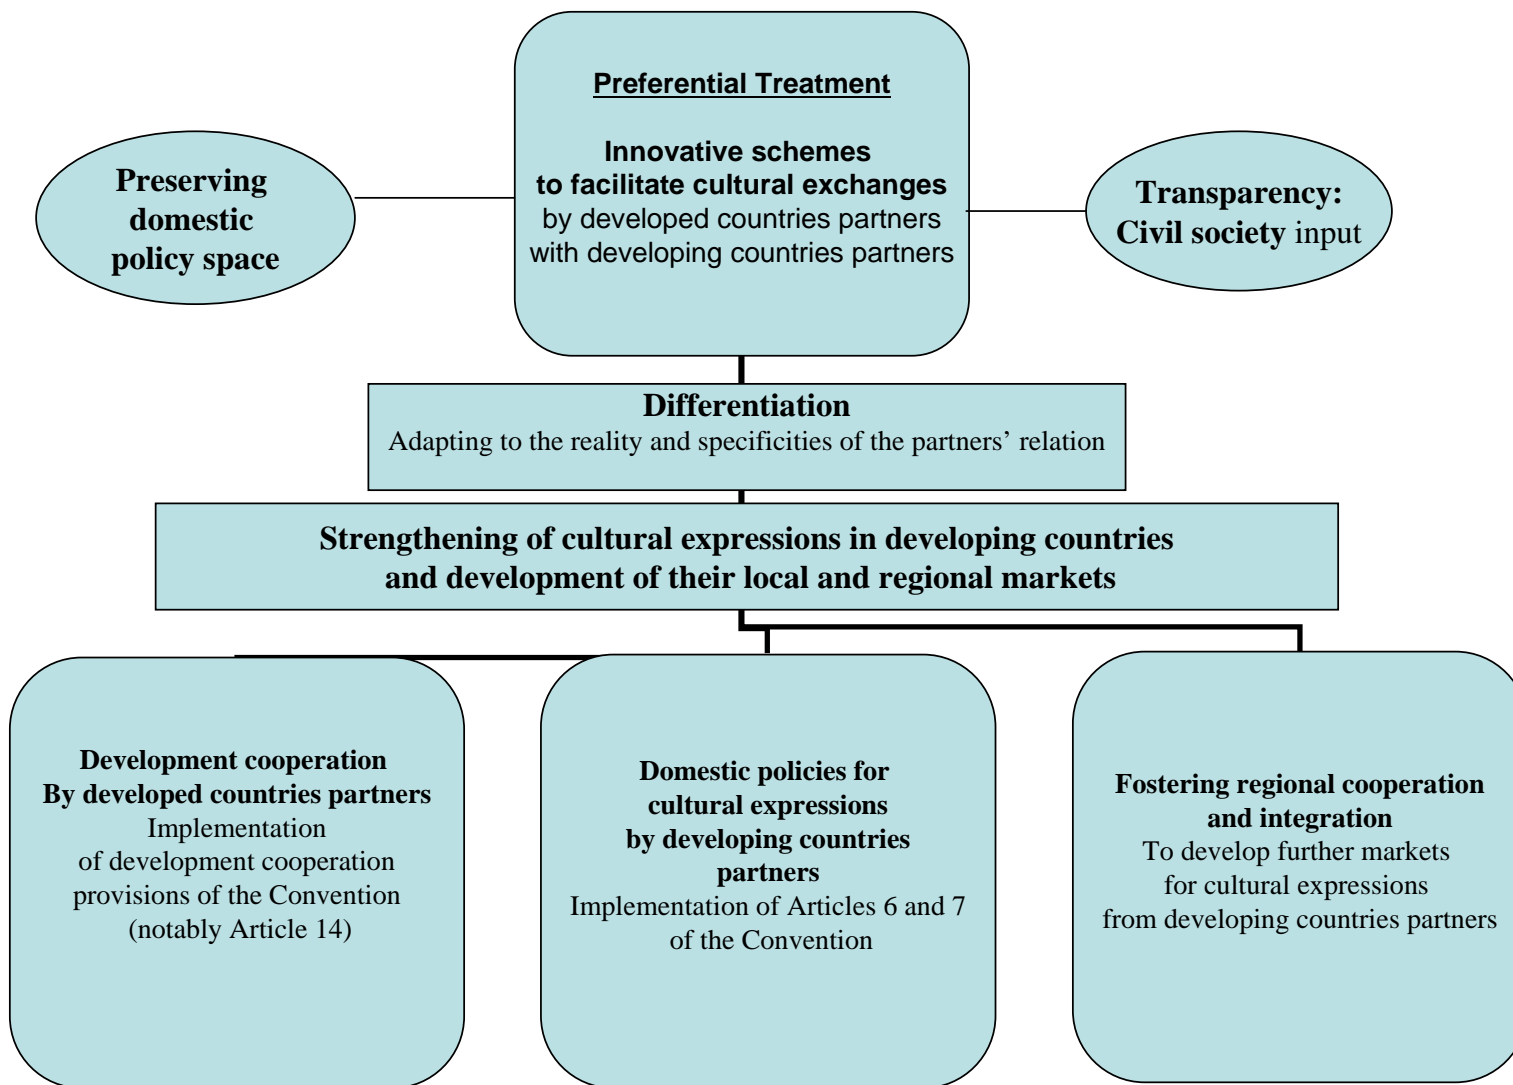 Preferential Treatment
Innovative schemes
to facilitate cultural exchanges
by developed countries partners
with developing countries partners
Preserving
domestic
policy space
Transparency:
Civil society input
Differentiation
Adapting to the reality and specificities of the partners’ relation
Strengthening of cultural expressions in developing countries
and development of their local and regional markets
Development cooperation
By developed countries partners
Implementation
of development cooperation
provisions of the Convention
(notably Article 14)
Domestic policies for
cultural expressions
by developing countries
partners
Implementation of Articles 6 and 7
of the Convention
Fostering regional cooperation
and integration
To develop further markets
for cultural expressions
from developing countries partners